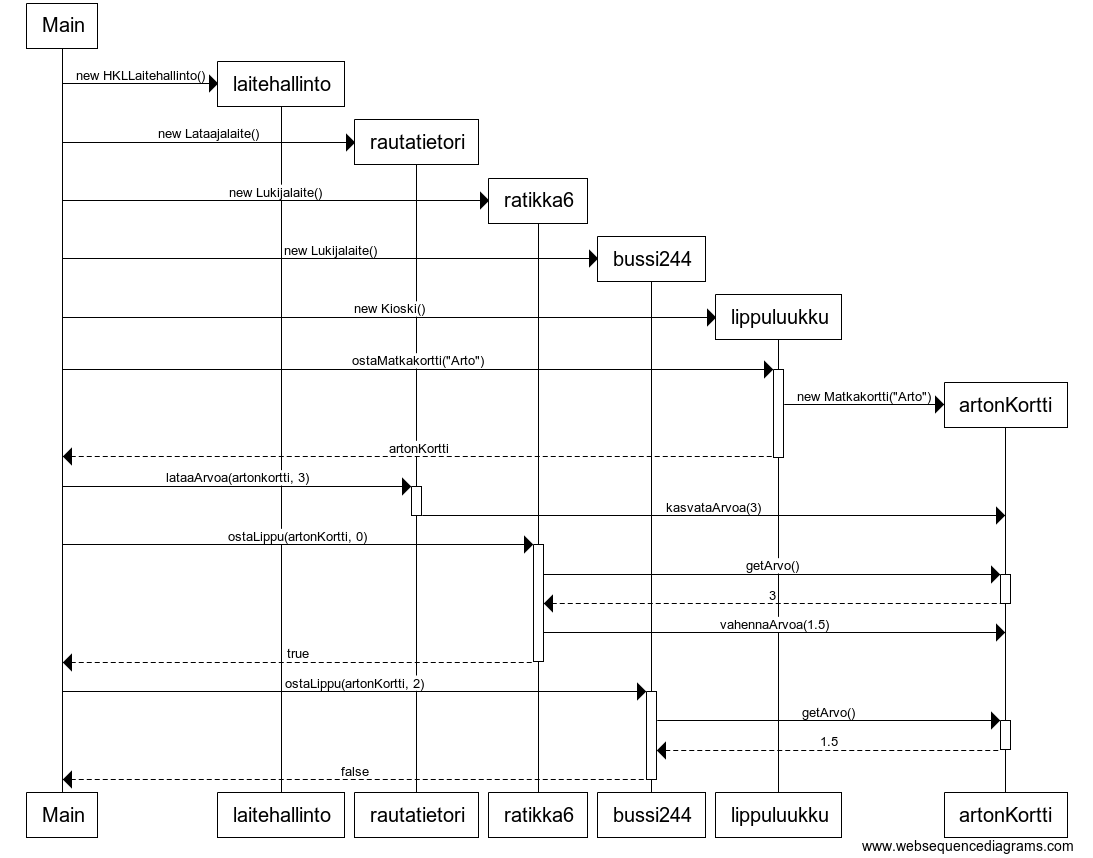 Main
new HKLLaitehallinto()
laitehallinto
new Lataajalaite()
rautatietori
new Lukijalaite()
ratikka6
new Lukijalaite()
bussi244
new Kioski()
lippuluukku
ostaMatkakortti("Arto")
new Matkakortti("Arto")
artonKortti
artonKortti
lataaArvoa(artonkortti, 3)
kasvataArvoa(3)
ostaLippu(artonKortti, 0)
getArvo()
3
vahennaArvoa(1.5)
true
ostaLippu(artonKortti, 2)
getArvo()
1.5
false
Main laitehallinto rautatietori ratikka6 bussi244 lippuluukku artonKortti
www.websequencediagrams.com